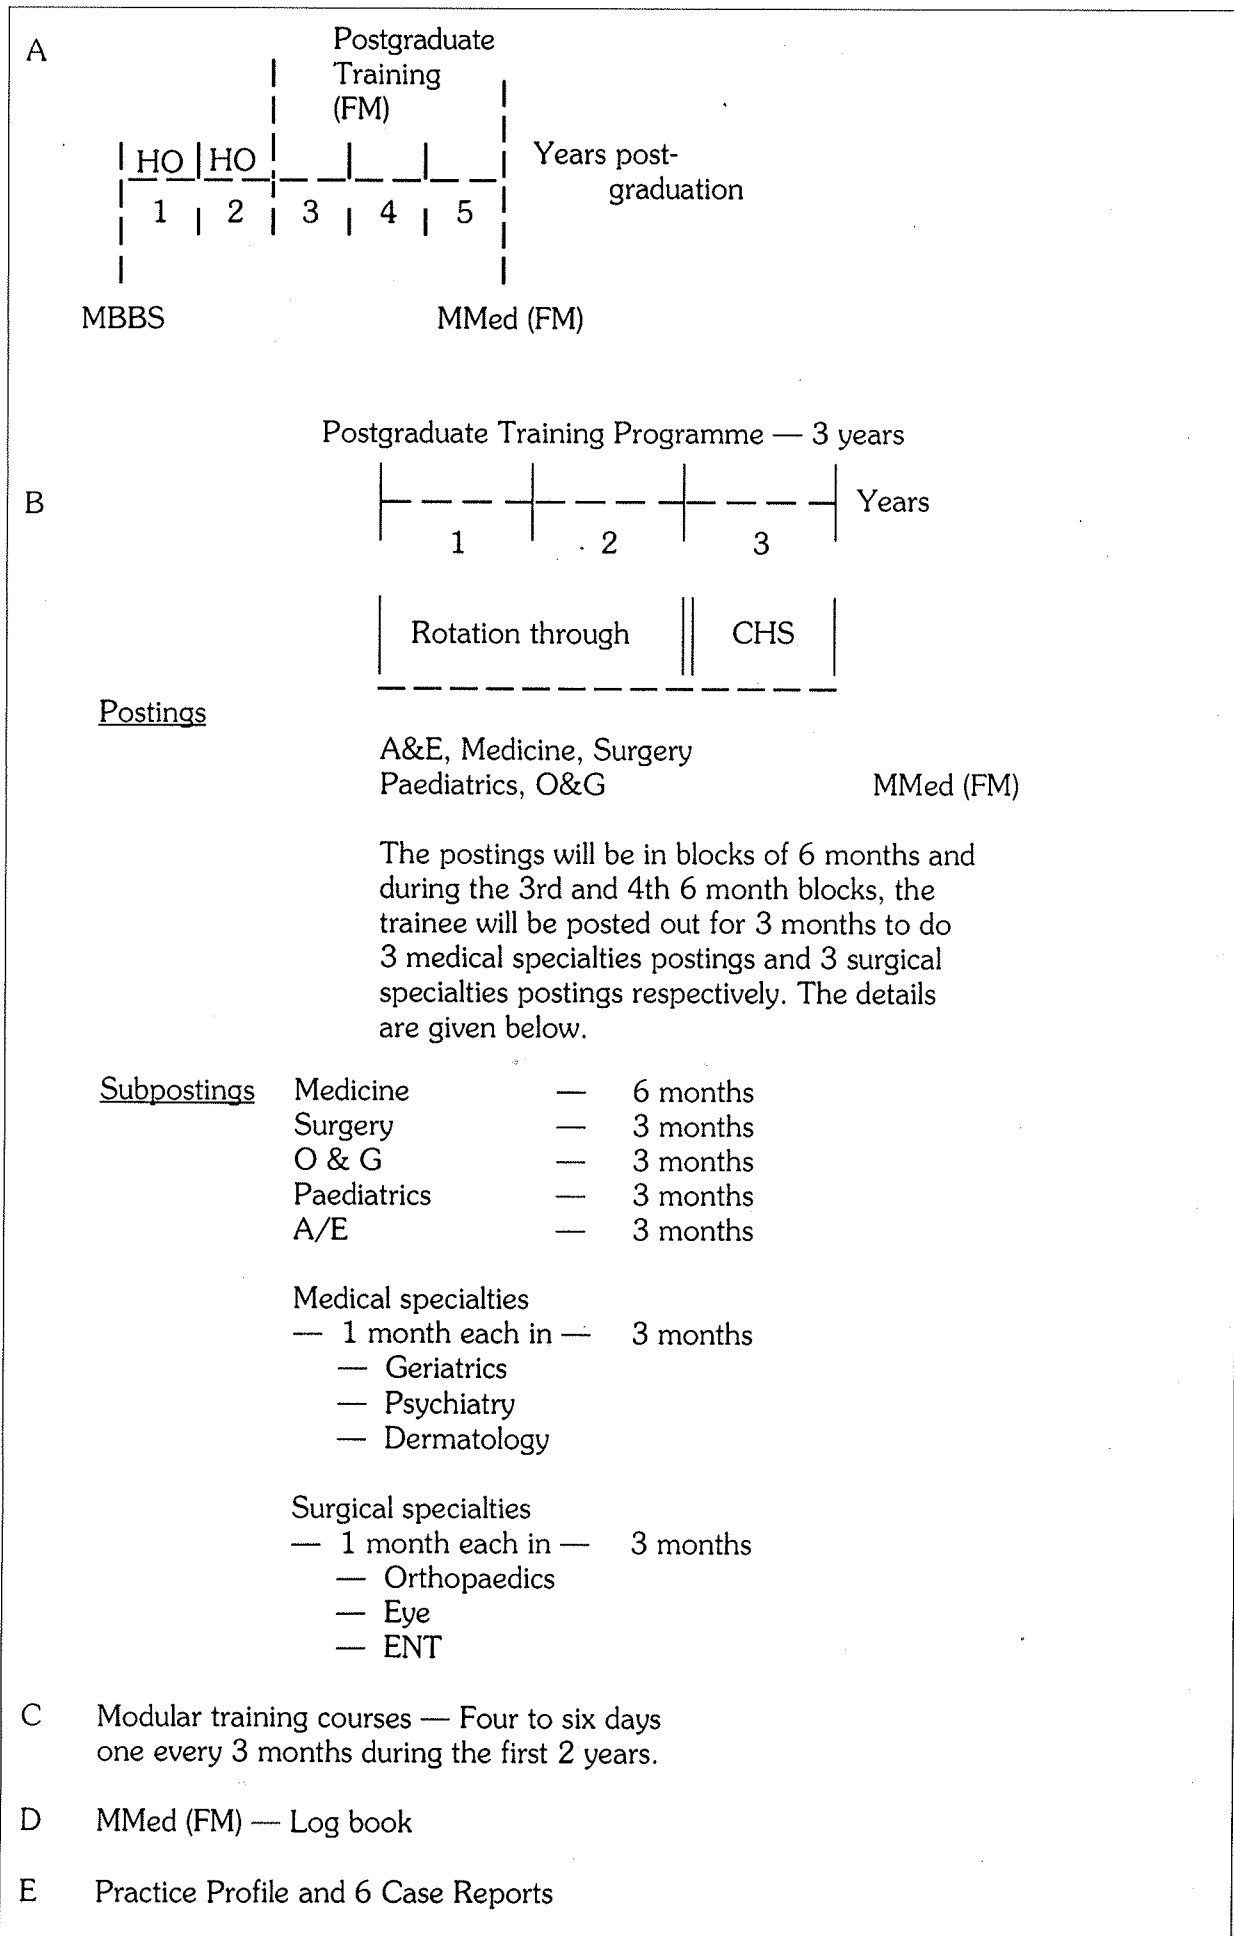 A
Postgraduate
Training
(FM)
HO HO
Years post-
graduation
1 2 3 4 5
MBBS MMed (FM)
Postgraduate Training Programme — 3 years
B
Years
1 2 3
Rotation through CHS
Postings
A&E, Medicine, Surgery
Paediatrics, O&G MMed (FM)
The postings will be in blocks of 6 months and
during the 3rd and 4th 6 month blocks, the
trainee will be posted out for 3 months to do
3 medical specialties postings and 3 surgical
specialties postings respectively. The details
are given below.
Subpostings Medicine — 6 months
Surgery — 3 months
O & G — 3 months
Paediatrics — 3 months
A/E — 3 months
Medical specialties
— 1 month each in — 3 months
— Geriatrics
— Psychiatry
— Dermatology
Surgical specialties
— 1 month each in — 3 months
— Orthopaedics
— Eye
— ENT
C Modular training courses — Four to six days
one every 3 months during the first 2 years.
D MMed (FM) — Log book
E Practice Profile and 6 Case Reports